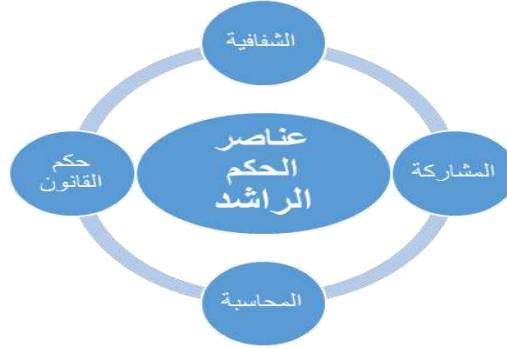 الشفافية
عناصر
الحكم
الراشد
المشاركة
حكم
القانون
المحاسبة